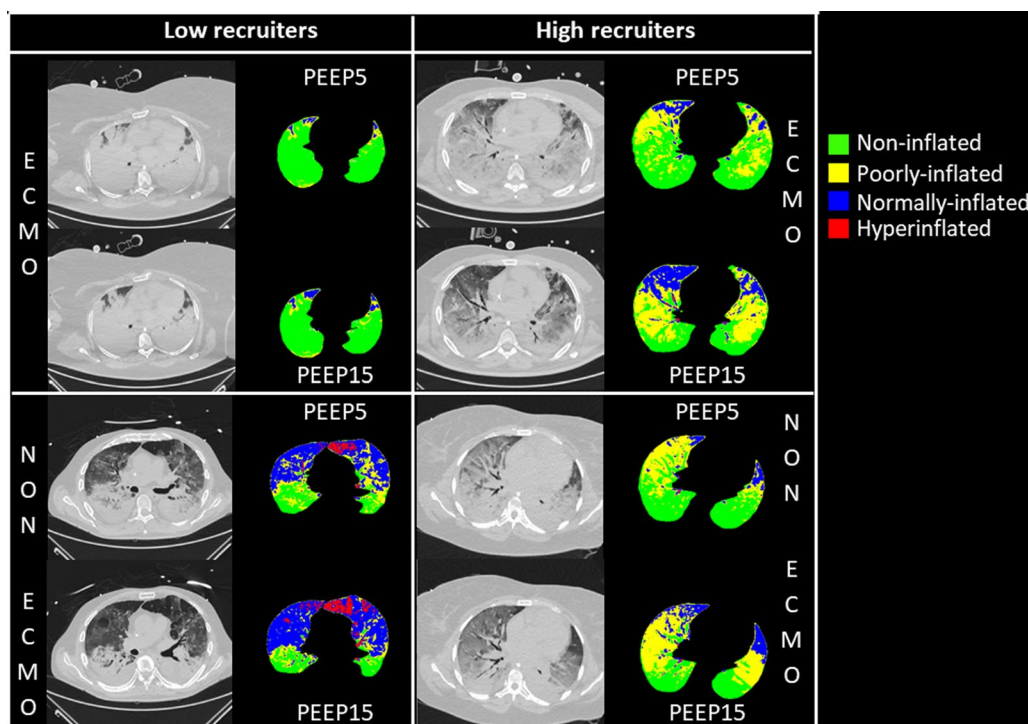 Low recruiters
High recruiters
PEEP5
PEEP5
E
C
M
O
E
C
M
O
PEEP15
PEEP15
Non-inflated
Poorly-inflated
Normally-inflated
Hyperinflated
PEEP5
PEEP5
N
O
N
E
C
M
O
N
O
N
E
C
M
O
PEEP15
PEEP15